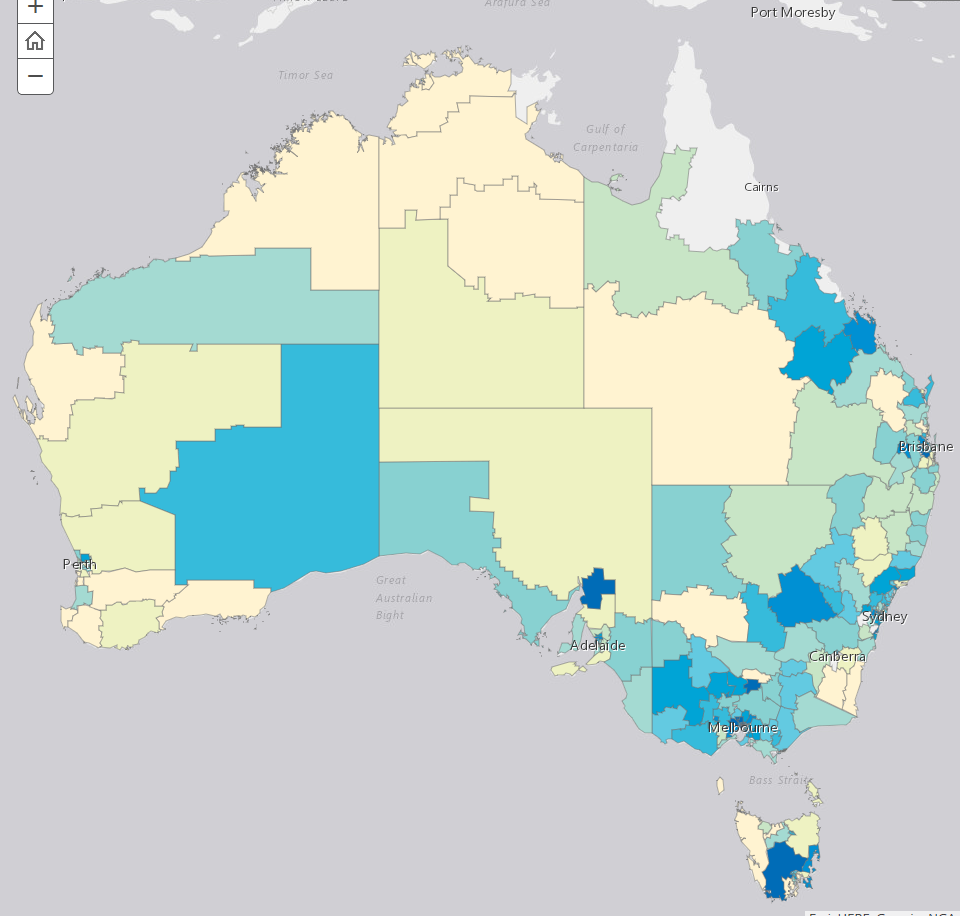 Port Moresby
Arafura Sea
Timor Sea
Gulf of
Carpentaria
Cairns
Brisbane
Perth
Great
Australian
Bight
Sydney
Adelaide
Canberra
Melbourne
Bass Strait